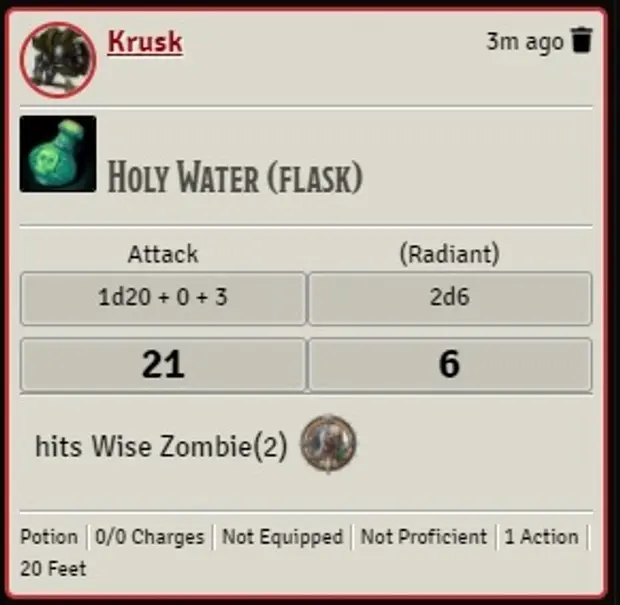 Krusk
3m ago
Holy Water (flask)
Attack (Radiant)
1d20 + 0 + 3 2d6
21 6
hits Wise Zombie(2)
Potion | 0/0 Charges | Not Equipped | Not Proficient | 1 Action |
20 Feet